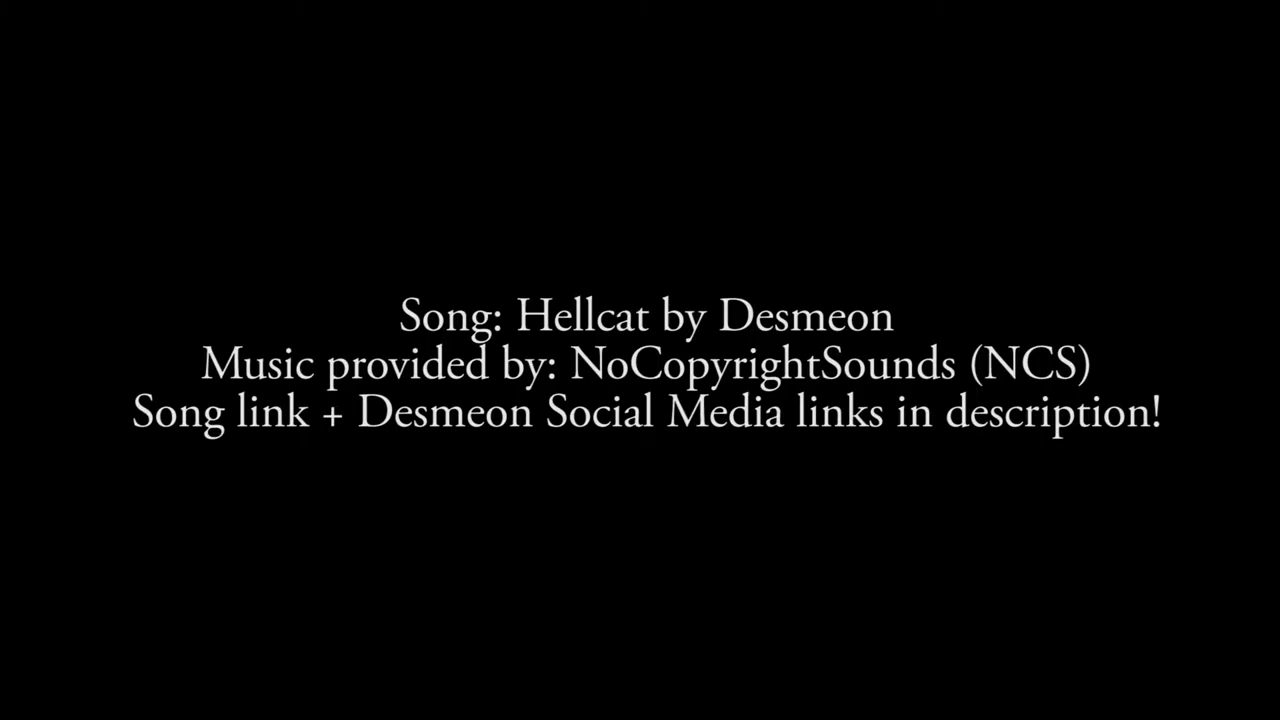 Song: Hellcat by Desmeon
Music provided by: NoCopyrightSounds (NCS)
Song link + Desmeon Social Media links in description!